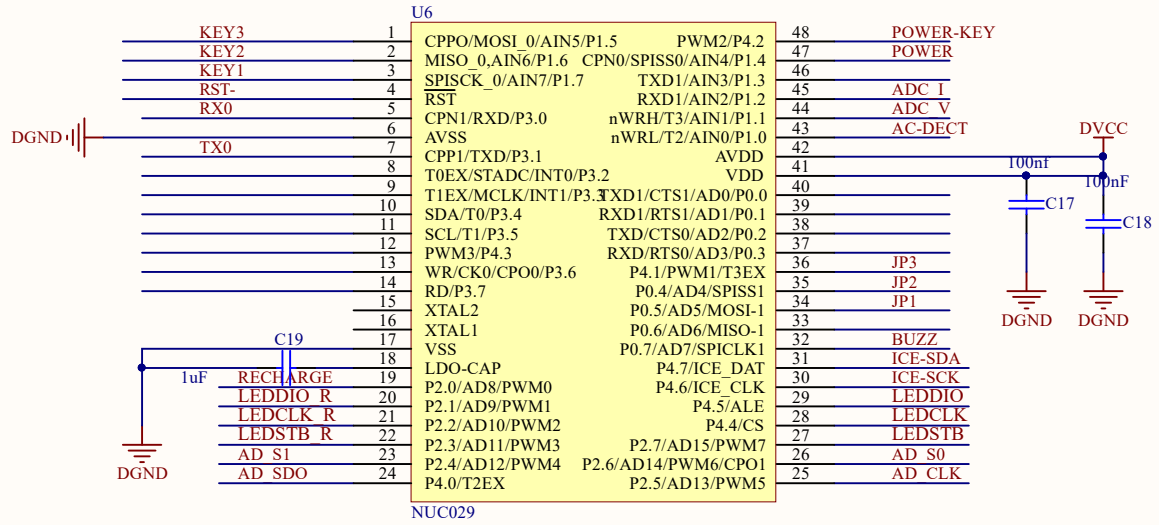 U6
KEY3 1 CPPO/MOSI_0/AIN5/P1.5 PWM2/P4.2 48 POWER-KEY
KEY2 2 MISO_0,AIN6/P1.6 CPN0/SPISS0/AIN4/P1.4 47 POWER
KEY1 3 SPISCK_0/AIN7/P1.7 TXD1/AIN3/P1.3 46
RST- 4 RST RXD1/AIN2/P1.2 45 ADC_I
RX0 5 CPN1/RXD/P3.0 nWRH/T3/AIN1/P1.1 44 ADC_V
DGND 6 AVSS nWRL/T2/AIN0/P1.0 43 AC-DECT DVCC
TX0 7 CPP1/TXD/P3.1 AVDD 42
8 T0EX/STADC/INT0/P3.2 VDD 41 100nf 100nF
9 T1EX/MCLK/INT1/P3.3 TXD1/CTS1/AD0/P0.0 40 C17
10 SDA/T0/P3.4 RXD1/RTS1/AD1/P0.1 39 C18
11 SCL/T1/P3.5 TXD/CTS0/AD2/P0.2 38
12 PWM3/P4.3 RXD/RTS0/AD3/P0.3 37
13 WR/CK0/CPO0/P3.6 P4.1/PWM1/T3EX 36 JP3
14 RD/P3.7 P0.4/AD4/SPISS1 35 JP2
15 XTAL2 P0.5/AD5/MOSI-1 34 JP1 DGND DGND
16 XTAL1 P0.6/AD6/MISO-1 33
C19 17 VSS P0.7/AD7/SPICLK1 32 BUZZ
1uF 18 LDO-CAP P4.7/ICE_DAT 31 ICE-SDA
RECHARGE 19 P2.0/AD8/PWM0 P4.6/ICE_CLK 30 ICE-SCK
LEDDIO_R 20 P2.1/AD9/PWM1 P4.5/ALE 29 LEDDIO
LEDCLK_R 21 P2.2/AD10/PWM2 P4.4/CS 28 LEDCLK
LEDSTB_R 22 P2.3/AD11/PWM3 P2.7/AD15/PWM7 27 LEDSTB
DGND AD_S1 23 P2.4/AD12/PWM4 P2.6/AD14/PWM6/CPO1 26 AD_S0
AD_SDO 24 P4.0/T2EX P2.5/AD13/PWM5 25 AD_CLK
NUC029